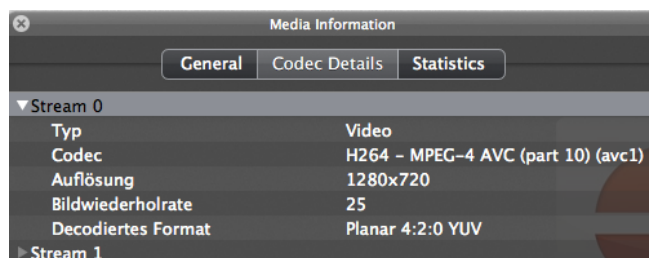 Media Information
General Codec Details Statistics
Stream 0
Typ Video
Codec H264 – MPEG-4 AVC (part 10) (avc1)
Auflösung 1280x720
Bildwiederholrate 25
Decodiertes Format Planar 4:2:0 YUV
Stream 1